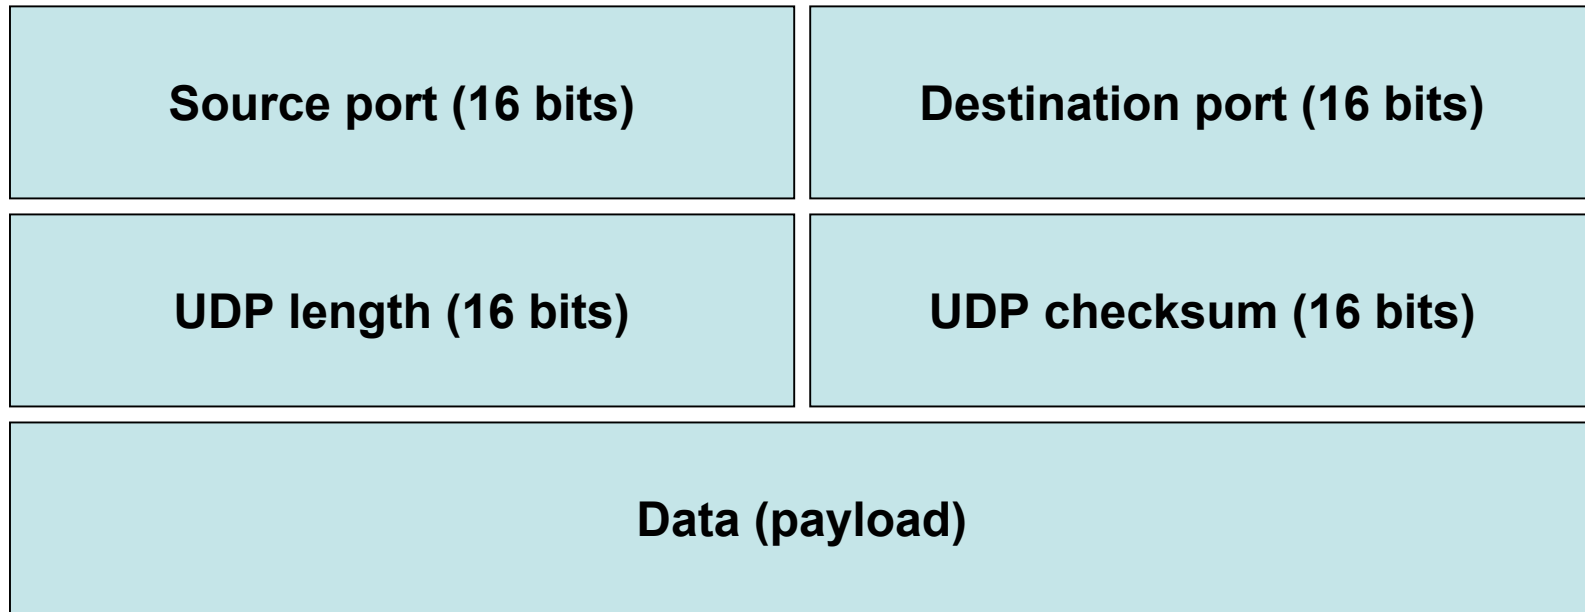 Source port (16 bits)
Destination port (16 bits)
UDP length (16 bits)
UDP checksum (16 bits)
Data (payload)